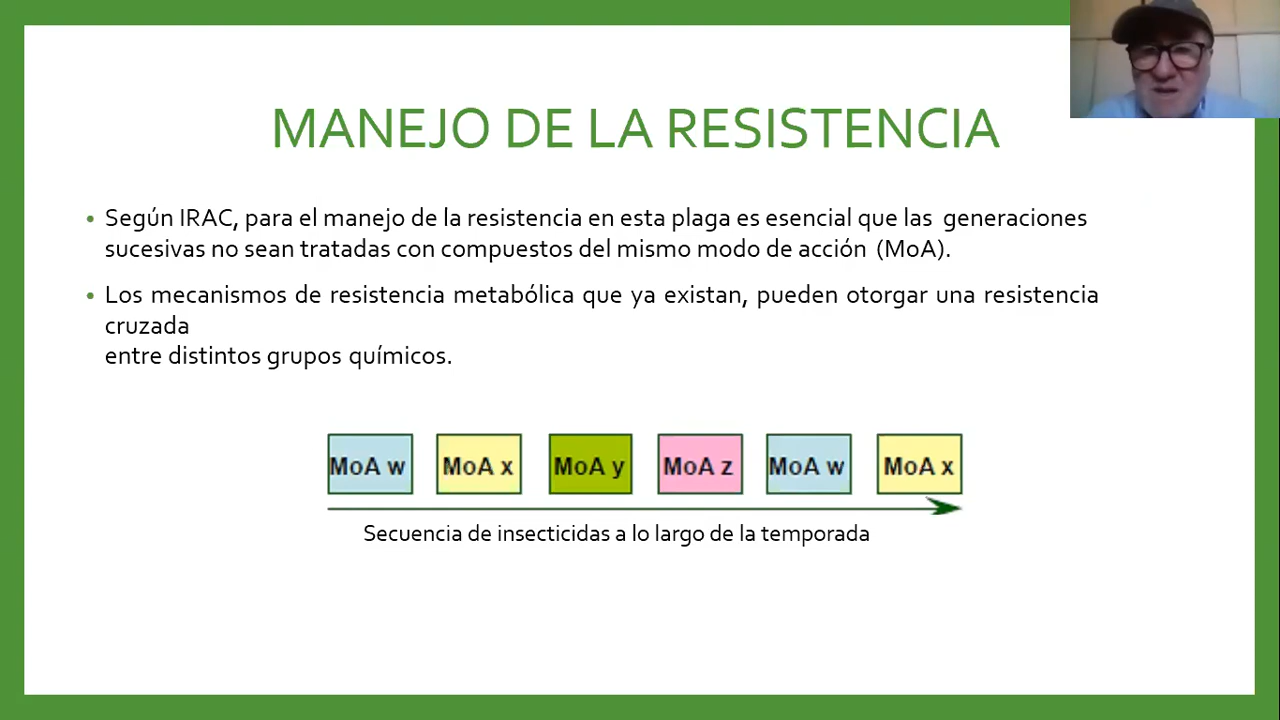 MANEJO DE LA RESISTENCIA
• Según IRAC, para el manejo de la resistencia en esta plaga es esencial que las generaciones
sucesivas no sean tratadas con compuestos del mismo modo de acción (MoA).
• Los mecanismos de resistencia metabólica que ya existan, pueden otorgar una resistencia
cruzada
entre distintos grupos químicos.
MoA w MoA x MoA y MoA z MoA w MoA x
Secuencia de insecticidas a lo largo de la temporada